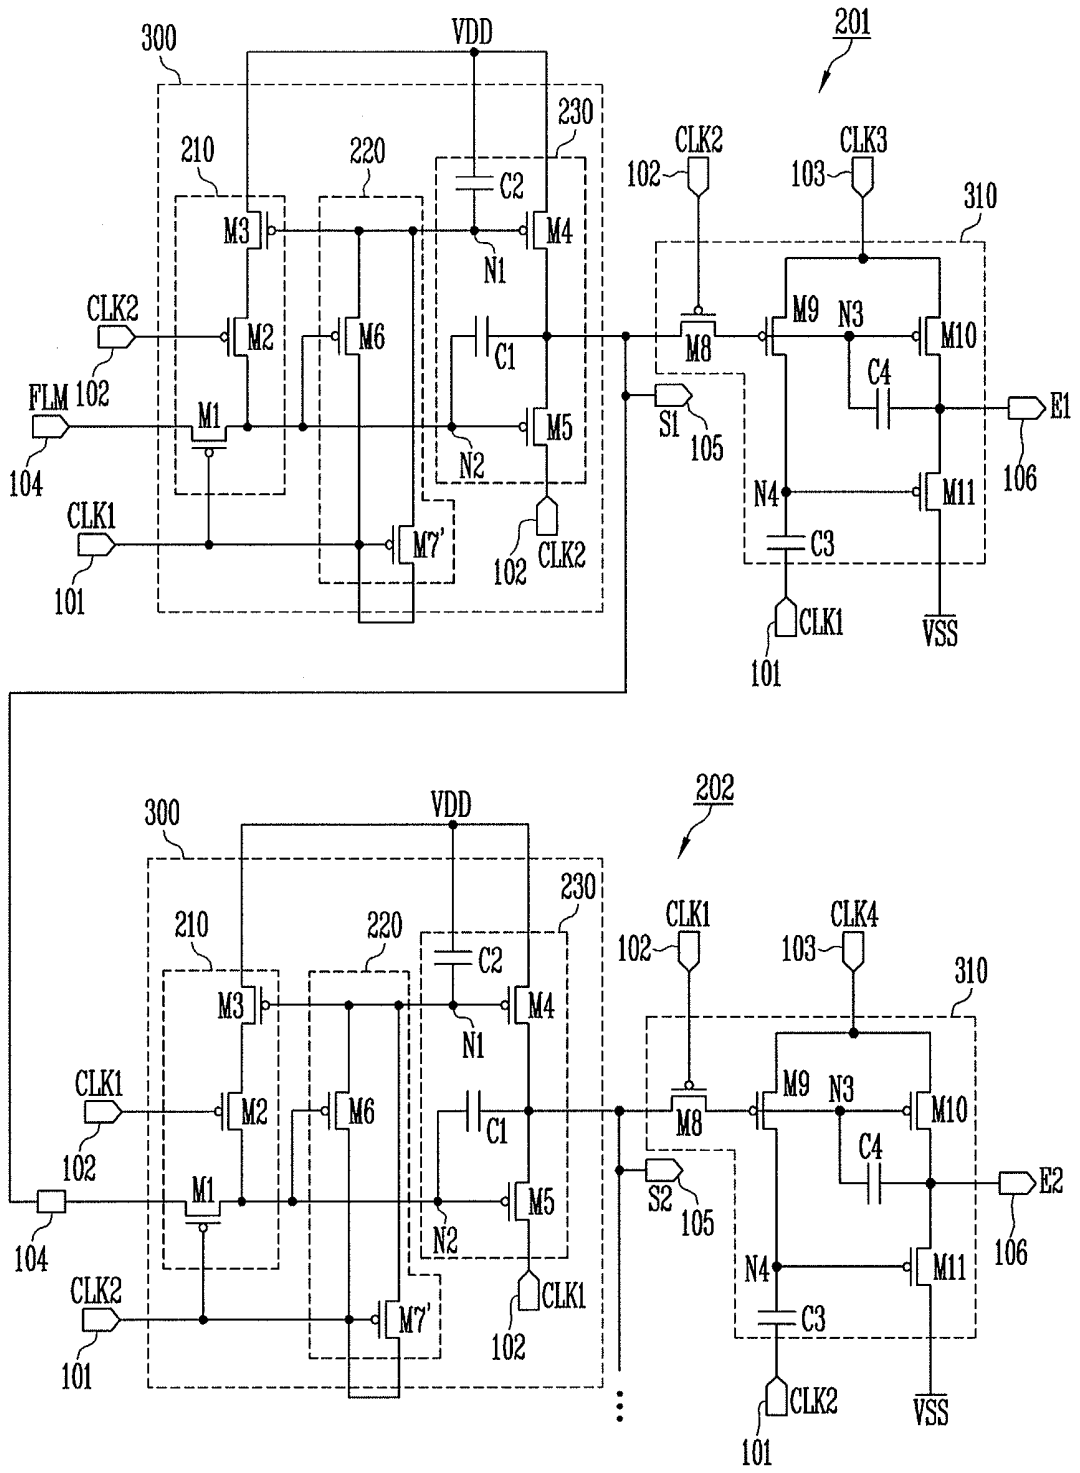 300
VDD
201
210
220
230
CLK2
102
CLK3
103
310
C2
M3
M4
N1
CLK2
102
M2
M6
C1
M8
M9
N3
M10
C4
FLM
104
M1
N2
M5
S1
105
E1
106
CLK1
101
M7'
102
CLK2
N4
M11
C3
CLK1
101
VSS
202
300
VDD
210
220
230
CLK1
102
CLK4
103
310
C2
M3
M4
N1
CLK1
102
M2
M6
C1
M8
M9
N3
M10
C4
104
M1
N2
M5
S2
105
E2
106
CLK2
101
M7'
102
CLK1
N4
M11
C3
CLK2
101
VSS